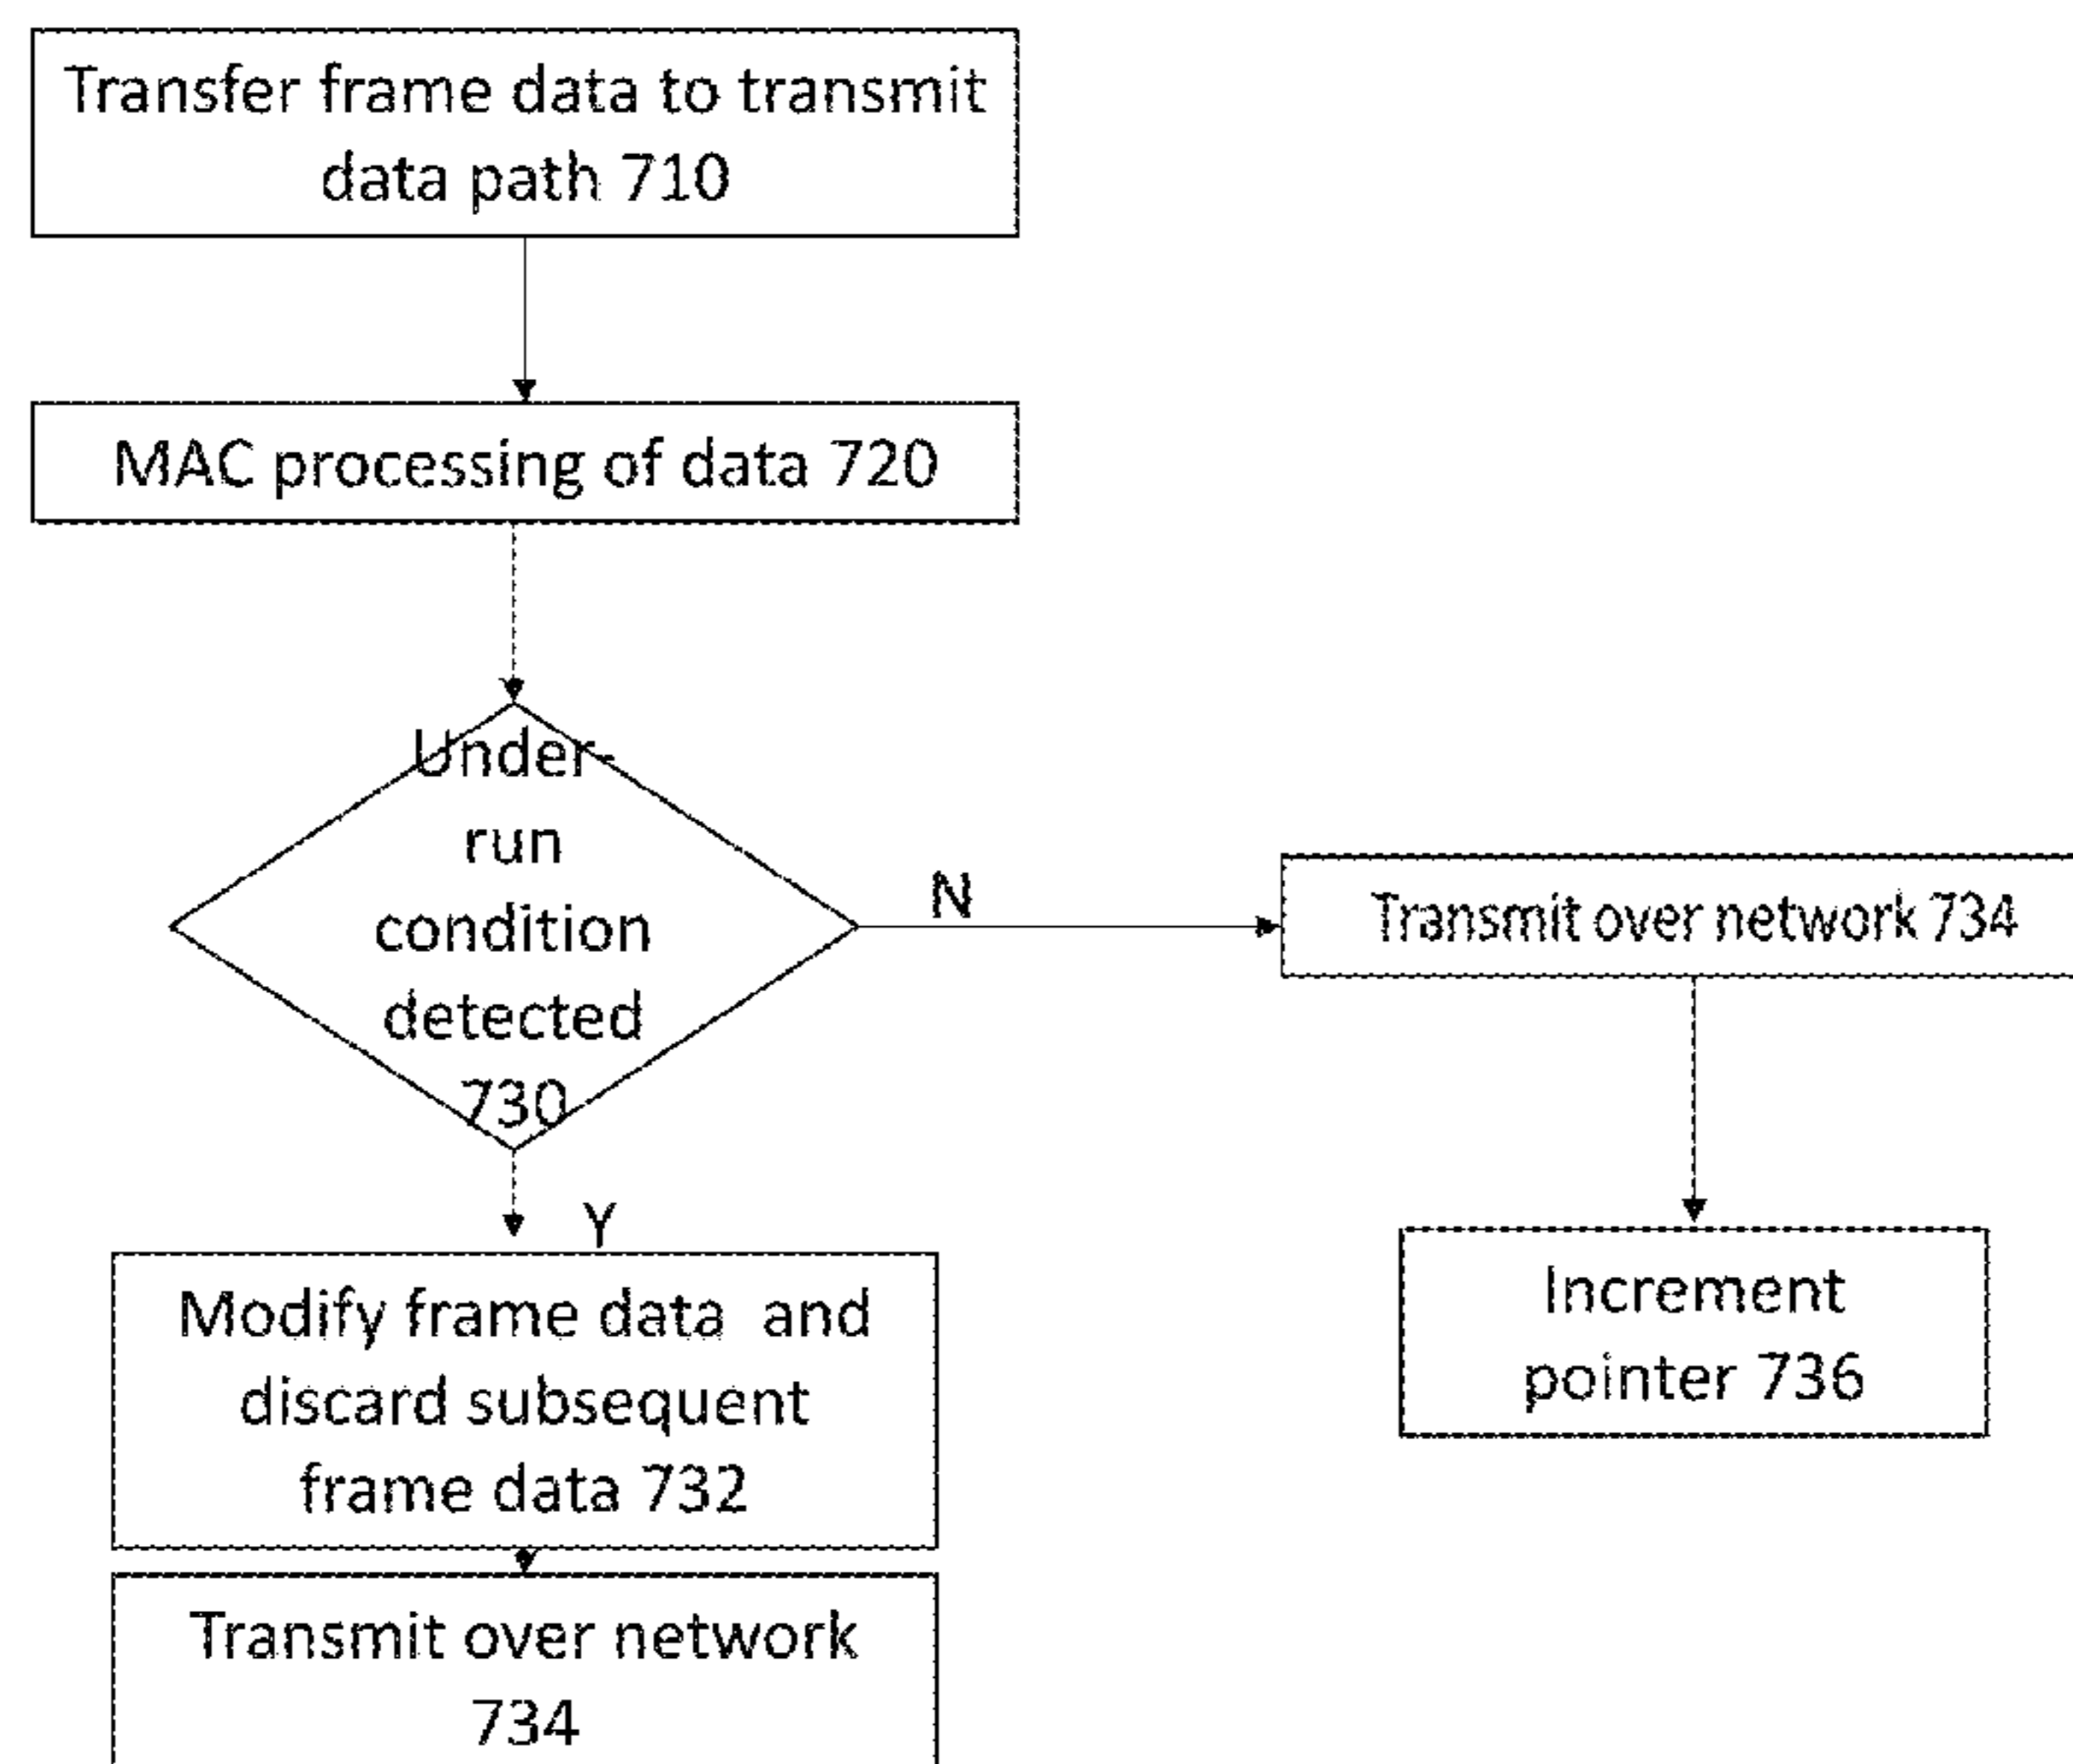 Transfer frame data to transmit
data path 710
MAC processing of data 720
Under-
run
condition
detected
730
N
Transmit over network 734
Increment
pointer 736
Y
Modify frame data and
discard subsequent
frame data 732
Transmit over network
734